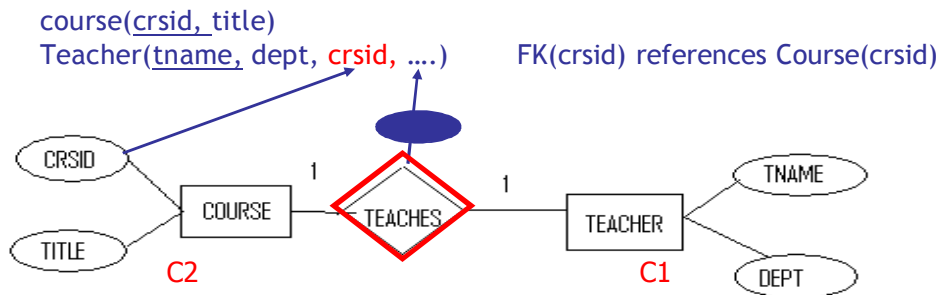 course(crsid, title)
Teacher(tname, dept, crsid, ....) FK(crsid) references Course(crsid)
CRSID
1
TNAME
1
COURSE
TEACHES
TEACHER
TITLE
C2
C1
DEPT